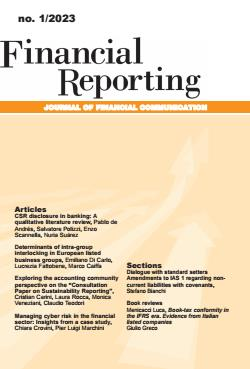 no. 1/2023
Financial
Reporting
JOURNAL OF FINANCIAL COMMUNICATION
Articles
CSR disclosure in banking: A
qualitative literature review, Pablo de
Andrés, Salvatore Polizzi, Enzo
Scannella, Nuria Suárez
Determinants of intra-group
interlocking in European listed
business groups, Emiliano Di Carlo,
Lucrezia Fattobene, Marco Caiffa
Exploring the accounting community
perspective on the "Consultation
Paper on Sustainability Reporting",
Cristian Carini, Laura Rocca, Monica
Veneziani, Claudio Teodori
Managing cyber risk in the financial
sector: Insights from a case study,
Chiara Crovini, Pier Luigi Marchini
Sections
Dialogue with standard setters
Amendments to IAS 1 regarding non-
current liabilities with covenants,
Stefano Bianchi
Book reviews
Menicacci Luca, Book-tax conformity in
the IFRS era. Evidence from Italian
listed companies
Giulio Greco